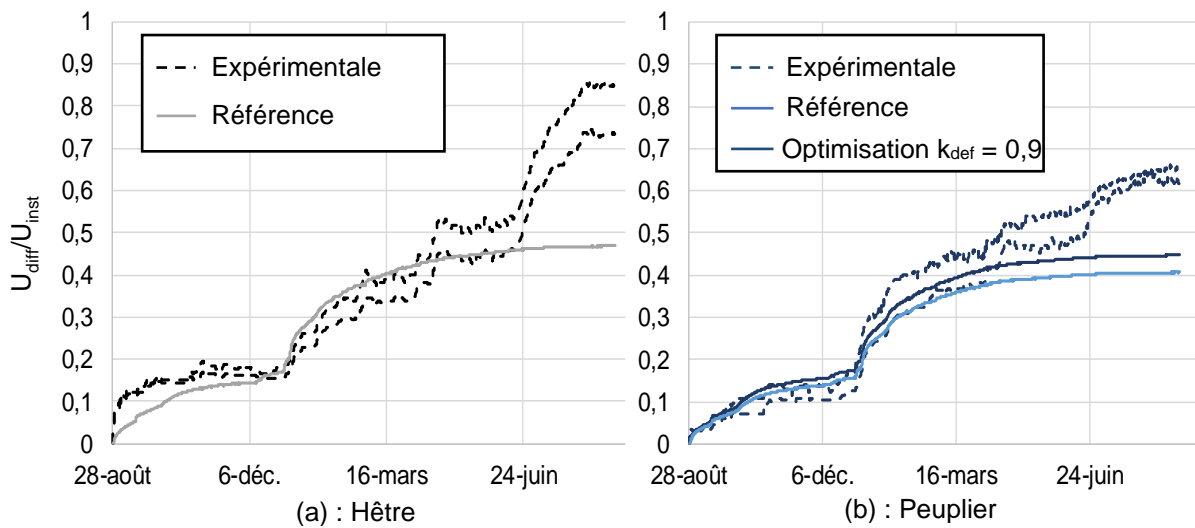 U_diff/U_inst
1
0,9
0,8
0,7
0,6
0,5
0,4
0,3
0,2
0,1
0
Expérimentale
Référence
28-août
6-déc.
16-mars
24-juin
(a) : Hêtre
1
0,9
0,8
0,7
0,6
0,5
0,4
0,3
0,2
0,1
0
Expérimentale
Référence
Optimisation k_def = 0,9
28-août
6-déc.
16-mars
24-juin
(b) : Peuplier